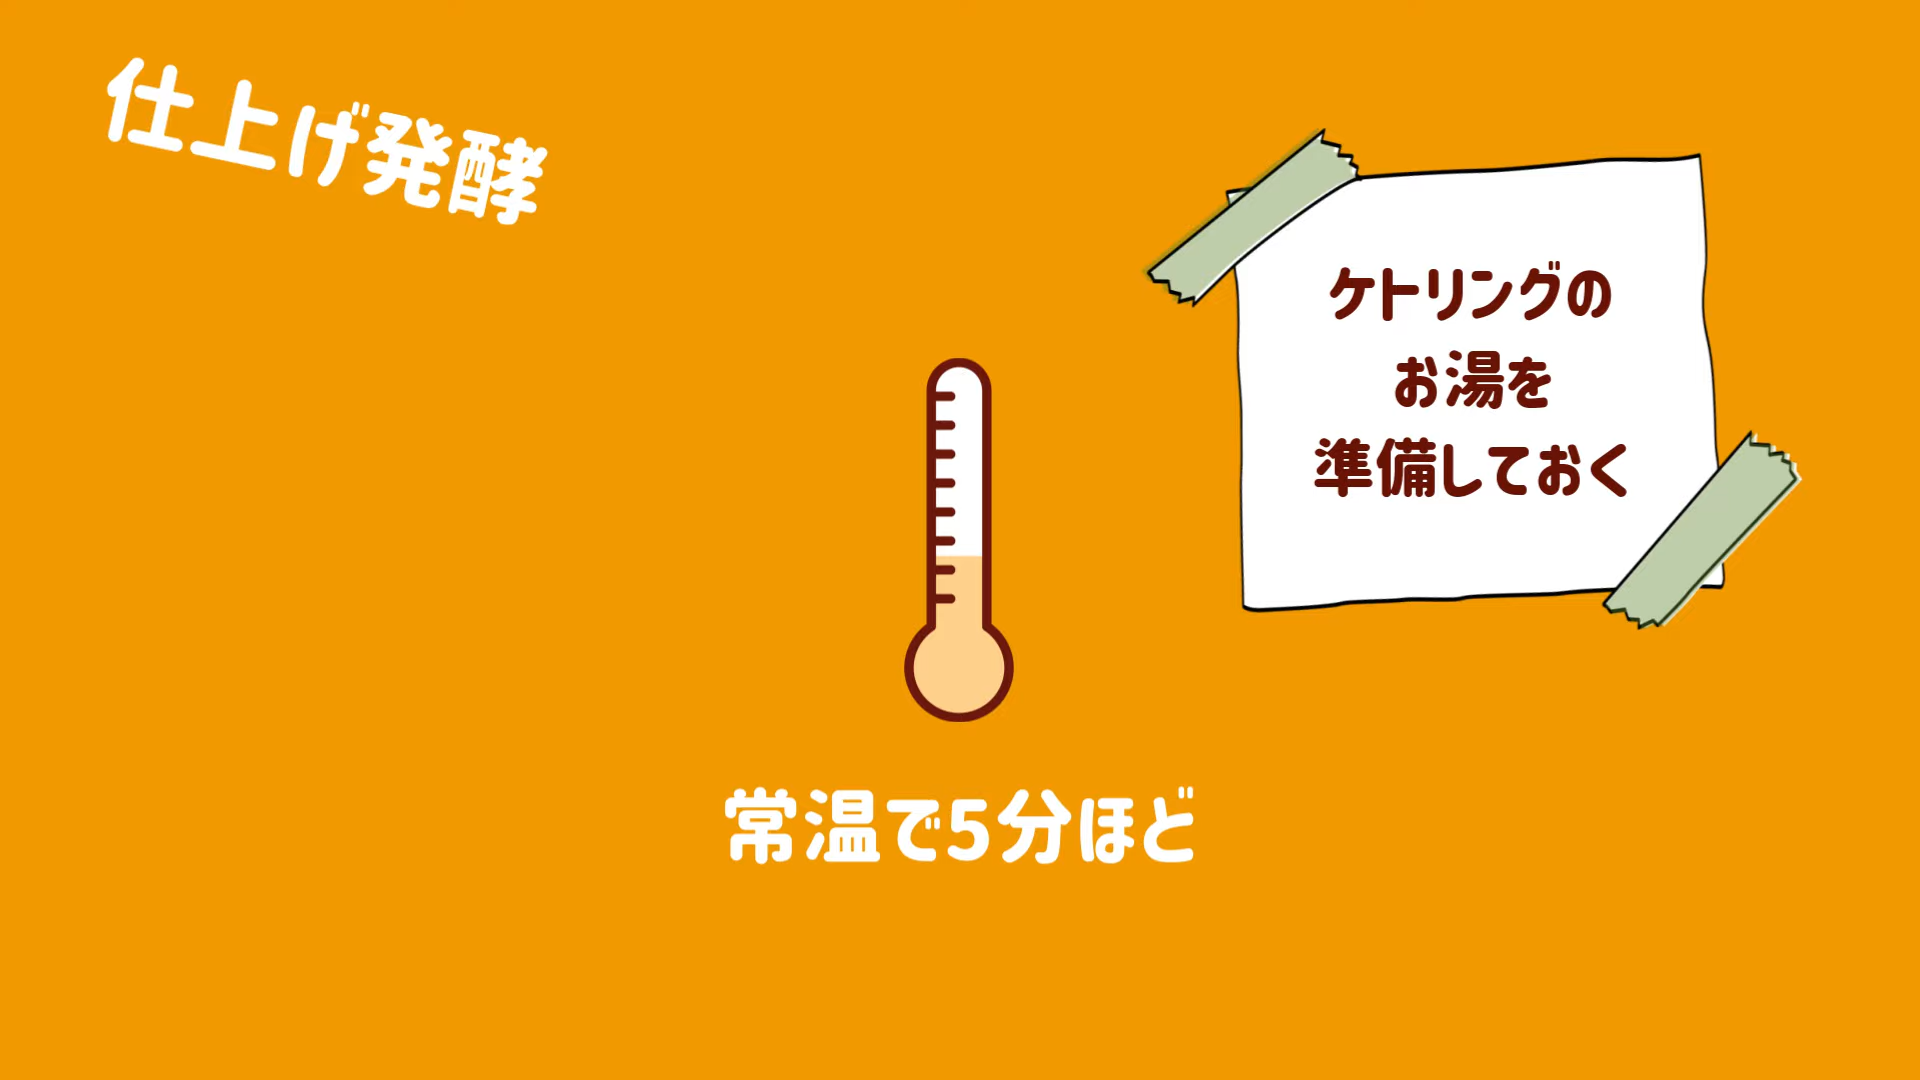 仕上げ発酵
ケトリングの
お湯を
準備しておく
常温で5分ほど